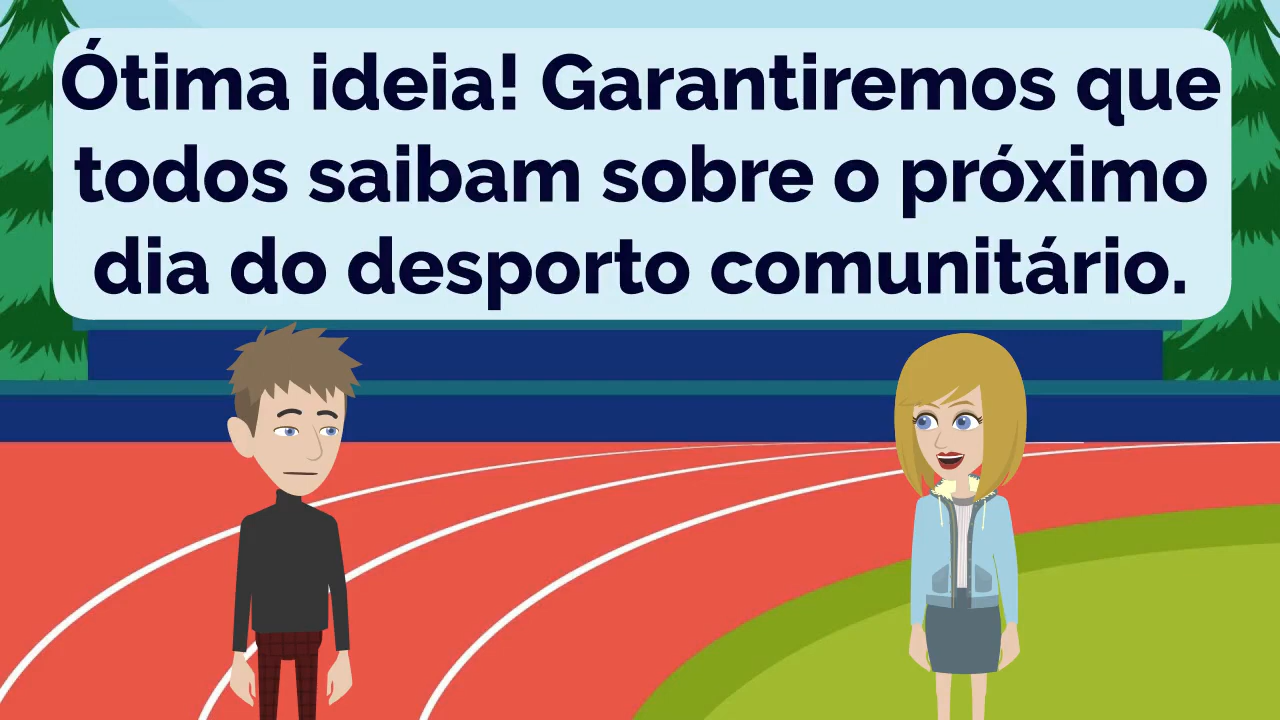 Ótima ideia! Garantiremos que
todos saibam sobre o próximo
dia do desporto comunitário.